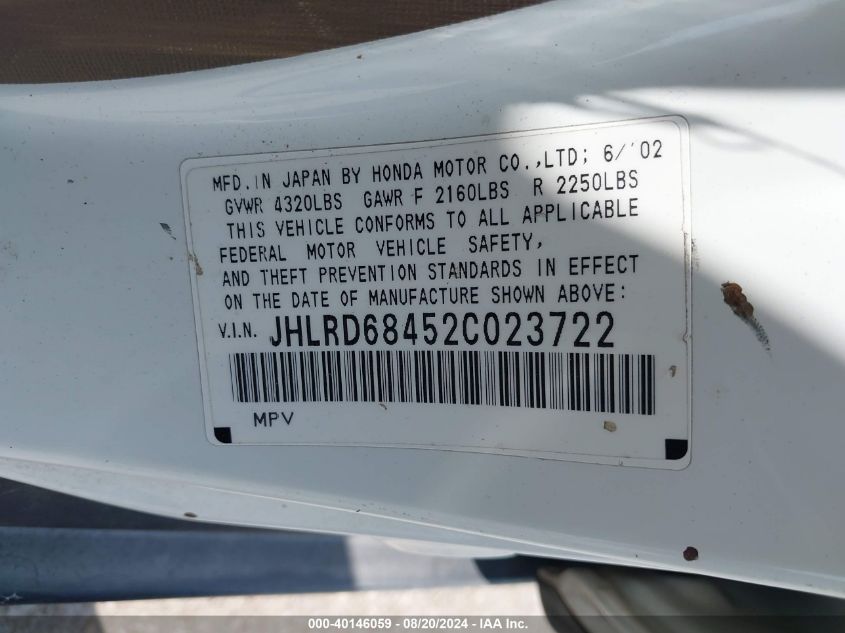 MFD.IN JAPAN BY HONDA MOTOR CO.,LTD; 6/'02
GVWR 4320LBS GAWR F 2160LBS R 2250LBS
THIS VEHICLE CONFORMS TO ALL APPLICABLE
FEDERAL MOTOR VEHICLE SAFETY,
AND THEFT PREVENTION STANDARDS IN EFFECT
ON THE DATE OF MANUFACTURE SHOWN ABOVE:
V.I.N. JHLRD68452C023722
MPV
000-40146059 | 08/20/2024 - IAA Inc.